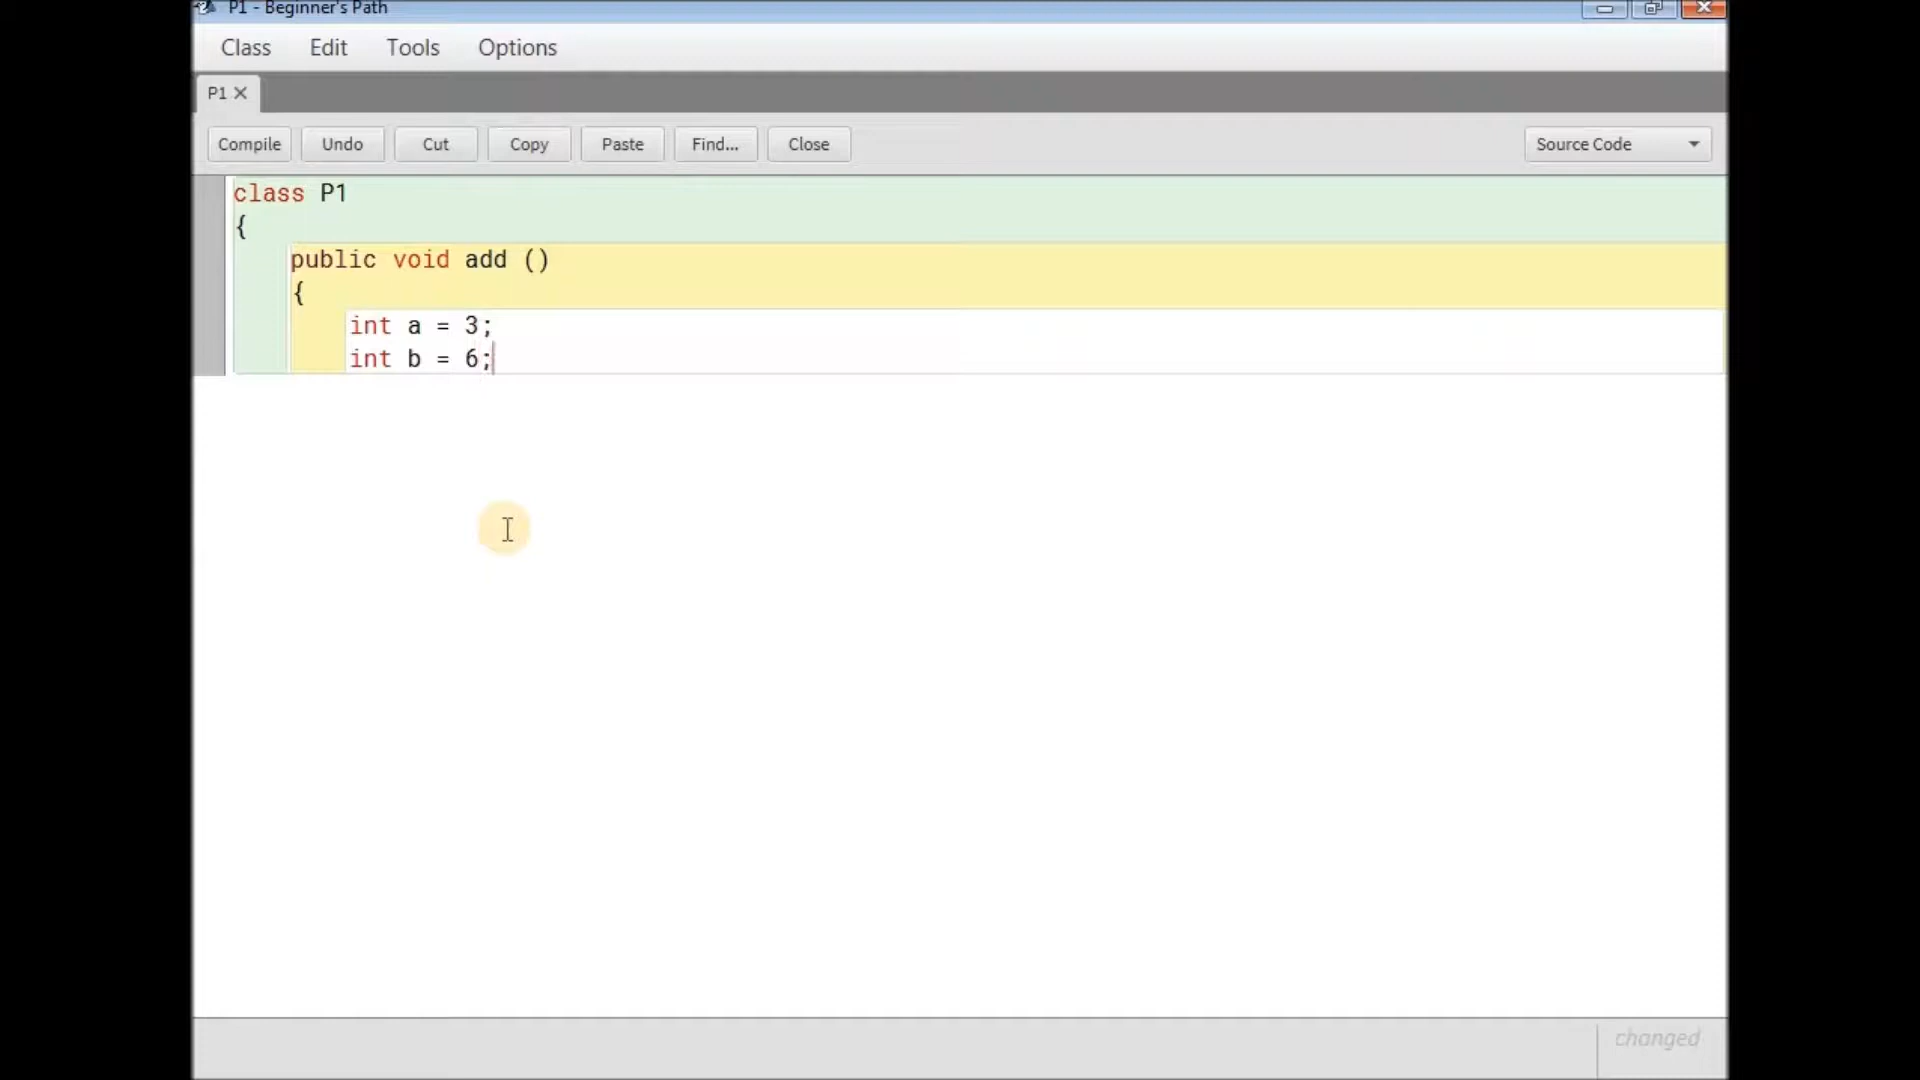 P1 - Beginner's Path
Class Edit Tools Options
P1
Compile Undo Cut Copy Paste Find... Close Source Code
class P1
{
public void add ()
{
int a = 3;
int b = 6;
changed